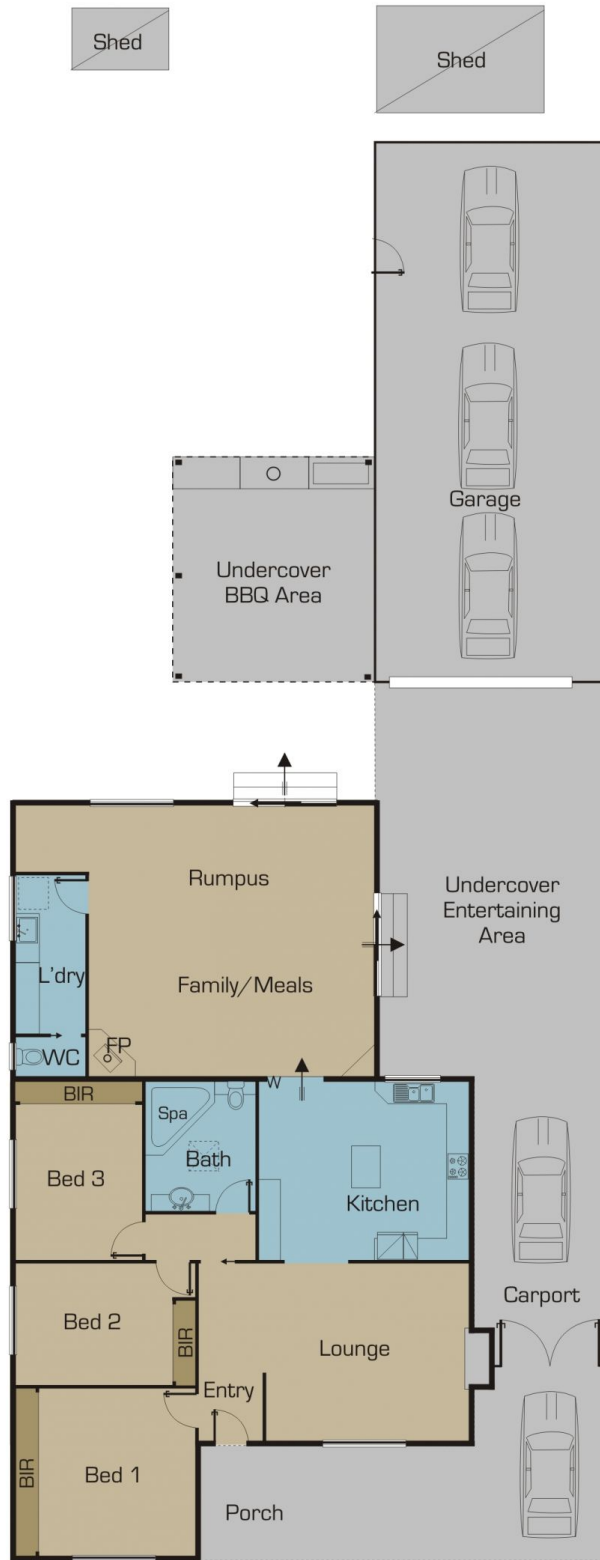 Shed
Shed
Garage
Undercover
BBQ Area
Rumpus
Undercover
Entertaining
Area
Family/Meals
L'dry
FP
WC
W
BIR
Spa
Bath
Bed 3
Kitchen
Carport
Bed 2
BIR
Lounge
Entry
BIR
Bed 1
Porch